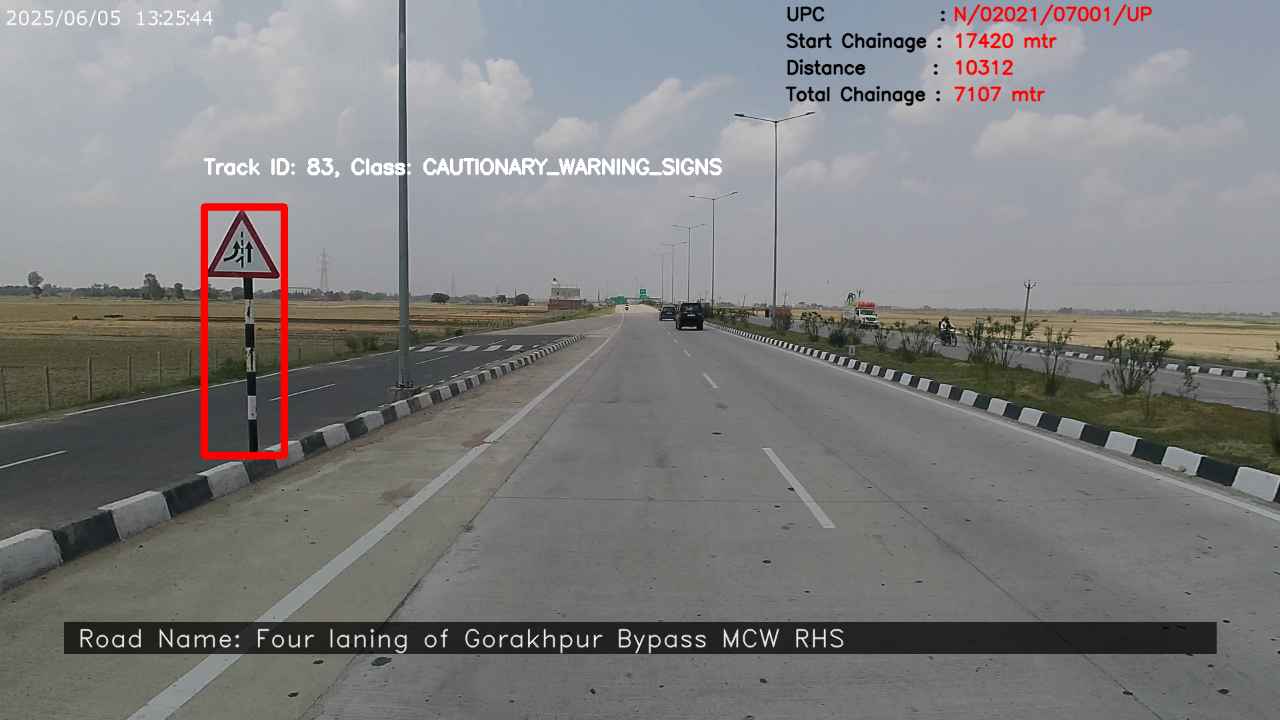 2025/06/05 13:25:44
UPC : N/02021/07001/UP
Start Chainage : 17420 mtr
Distance : 10312
Total Chainage : 7107 mtr
Track ID: 83, Class: CAUTIONARY_WARNING_SIGNS
Road Name: Four laning of Gorakhpur Bypass MCW RHS